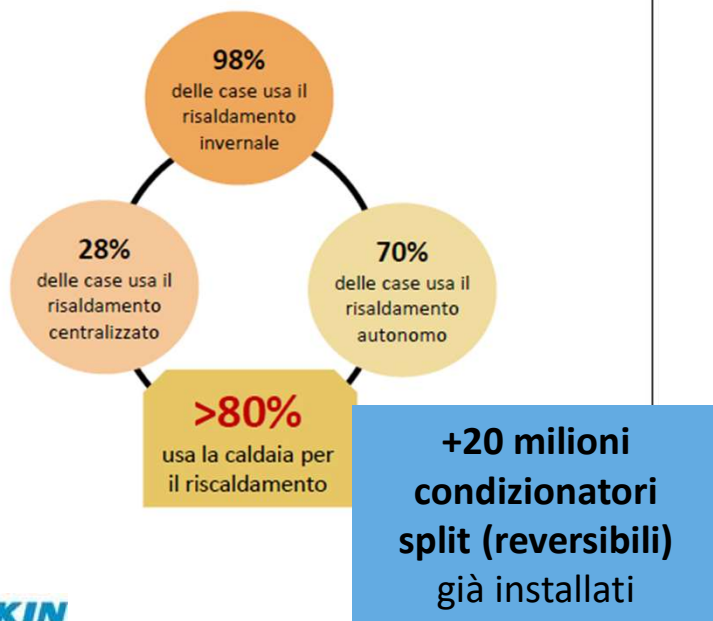 98%
delle case usa il
risaldamento
invernale
28%
delle case usa il
risaldamento
centralizzato
70%
delle case usa il
risaldamento
autonomo
>80%
usa la caldaia per
il riscaldamento
+20 milioni
condizionatori
split (reversibili)
già installati
KIN